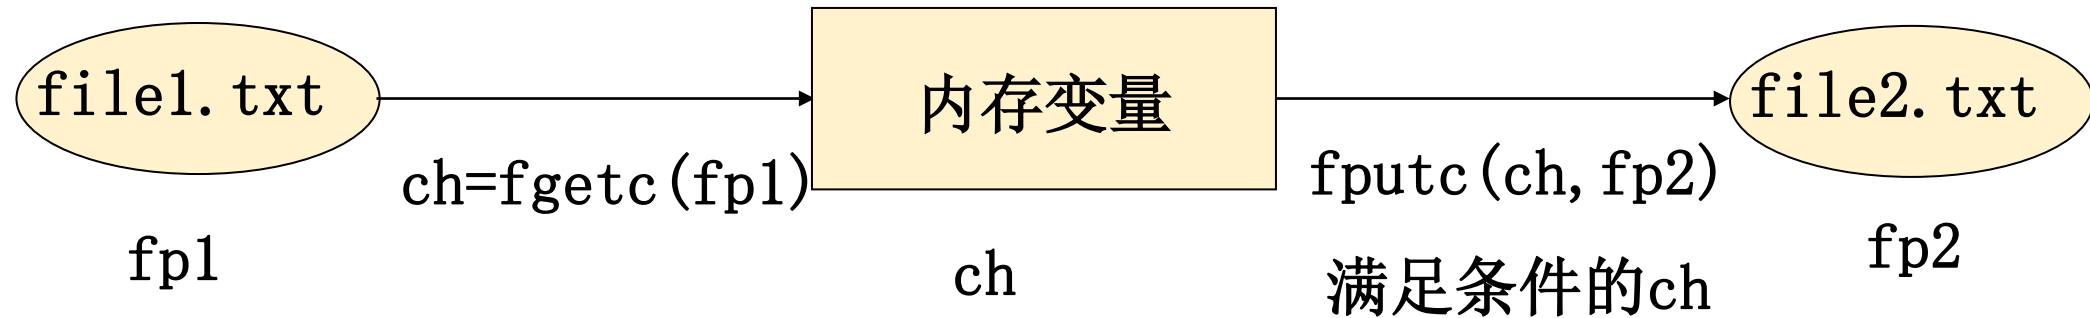 file1.txt
内存变量
file2.txt
ch=fgetc(fp1)
fputc(ch,fp2)
fp1
ch
满足条件的ch
fp2